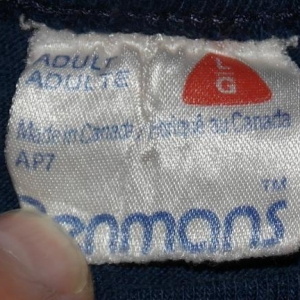 ADULT
ADULTE
L
G
Made in Canada Fabriqué au Canada
AP7
TM
Penmans